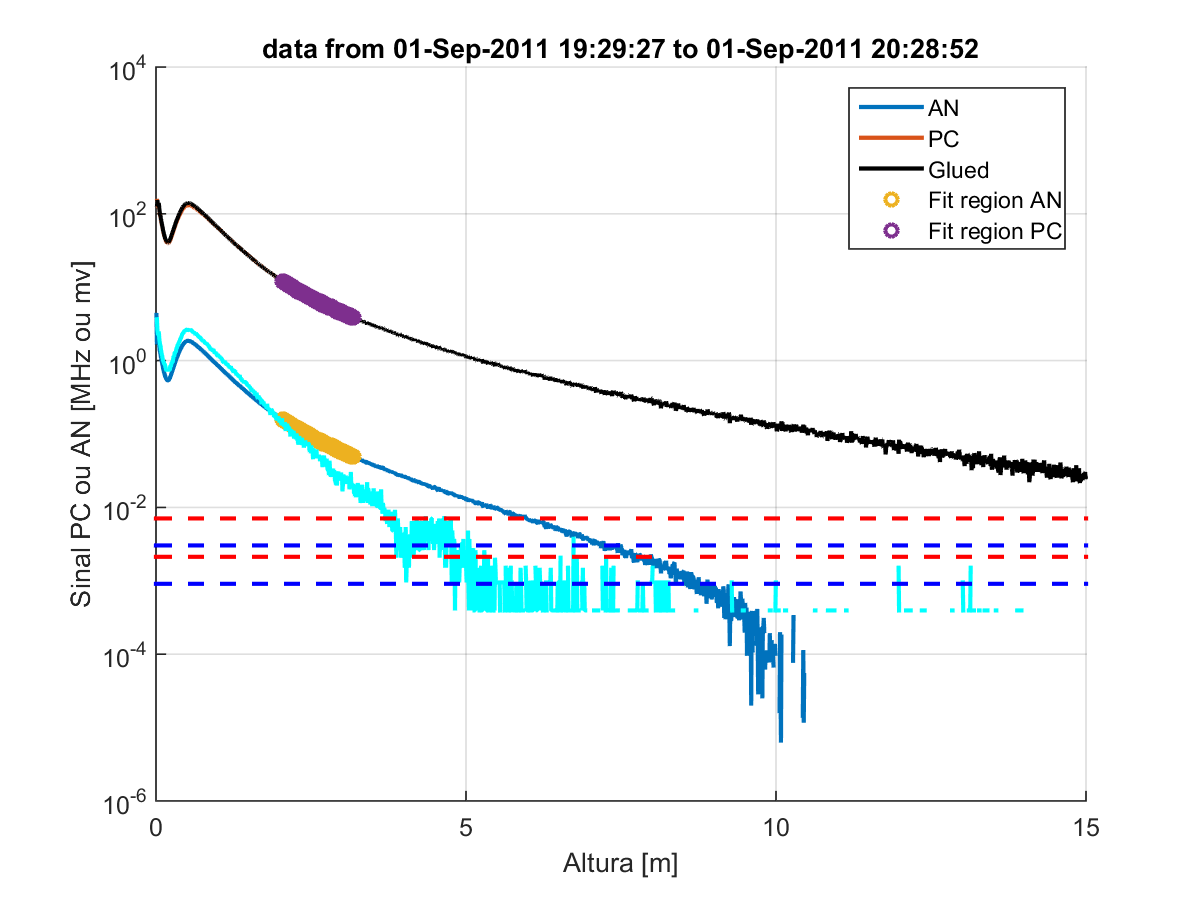 data from 01-Sep-2011 19:29:27 to 01-Sep-2011 20:28:52
AN
PC
Glued
Fit region AN
Fit region PC
Sinal PC ou AN [MHz ou mv]
10^4
10^2
10^0
10^-2
10^-4
10^-6
0 5 10 15
Altura [m]